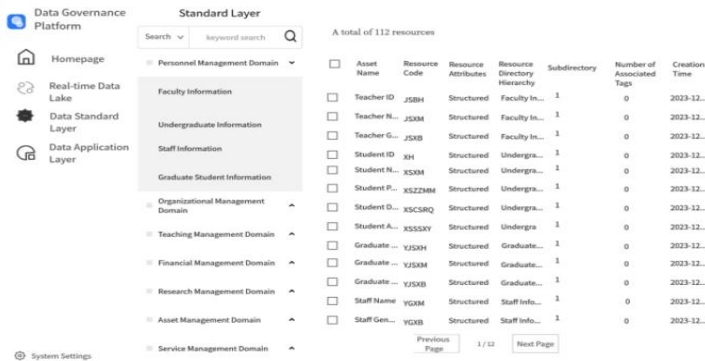 Data Governance
Platform
Homepage
Real-time Data
Lake
Data Standard
Layer
Data Application
Layer
System Settings
Standard Layer
Search
keyword search
Personnel Management Domain
Faculty Information
Undergraduate Information
Staff Information
Graduate Student Information
Organizational Management
Domain
Teaching Management Domain
Financial Management Domain
Research Management Domain
Asset Management Domain
Service Management Domain
A total of 112 resources
Asset Name Resource Code Resource Attributes Resource Directory Hierarchy Subdirectory Number of Associated Tags Creation Time
Teacher ID JSBH Structured Faculty In... 1 0 2023-12...
Teacher N... JSXM Structured Faculty In... 1 0 2023-12...
Teacher G... JSXB Structured Faculty In... 1 0 2023-12...
Student ID XH Structured Undergra... 1 0 2023-12...
Student N... XSXM Structured Undergra... 1 0 2023-12...
Student P... XSZZMM Structured Undergra... 1 0 2023-12...
Student D... XSCSRQ Structured Undergra... 1 0 2023-12...
Student A... XSSSXY Structured Undergra 1 0 2023-12...
Graduate ... YJSXH Structured Graduate... 1 0 2023-12...
Graduate ... YJSXM Structured Graduate... 1 0 2023-12...
Graduate ... YJSXB Structured Graduate... 1 0 2023-12...
Staff Name YGXM Structured Staff Info... 1 0 2023-12...
Staff Gen... YGXB Structured Staff Info... 1 0 2023-12...
Previous
Page
1/12
Next Page